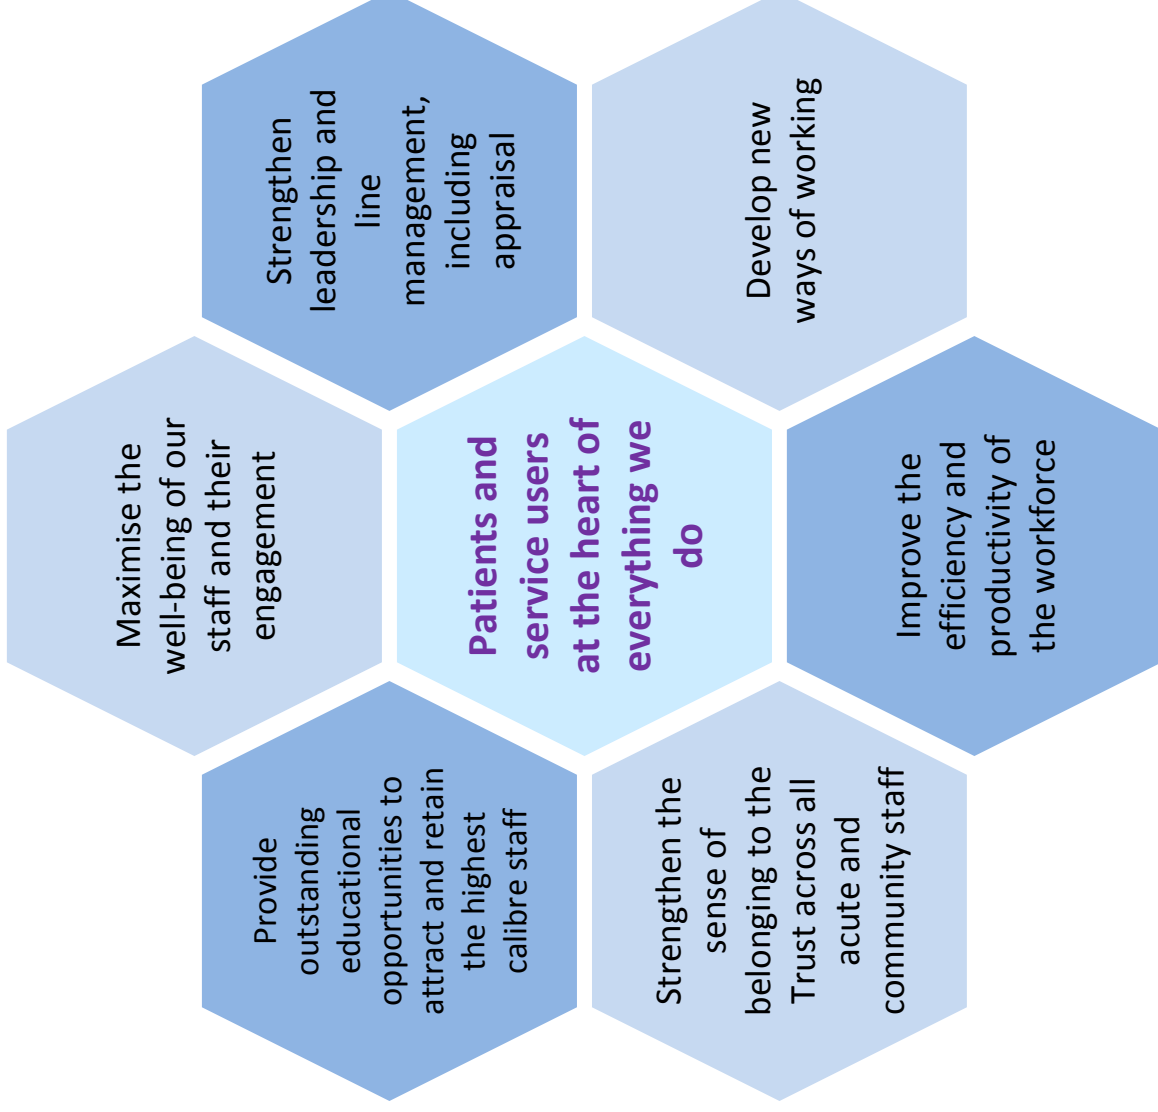 Maximise the
well-being of our
staff and their
engagement
Provide
outstanding
educational
opportunities to
attract and retain
the highest
calibre staff
Strengthen
leadership and
line
management,
including
appraisal
Patients and
service users
at the heart of
everything we
do
Strengthen the
sense of
belonging to the
Trust across all
acute and
community staff
Develop new
ways of working
Improve the
efficiency and
productivity of
the workforce